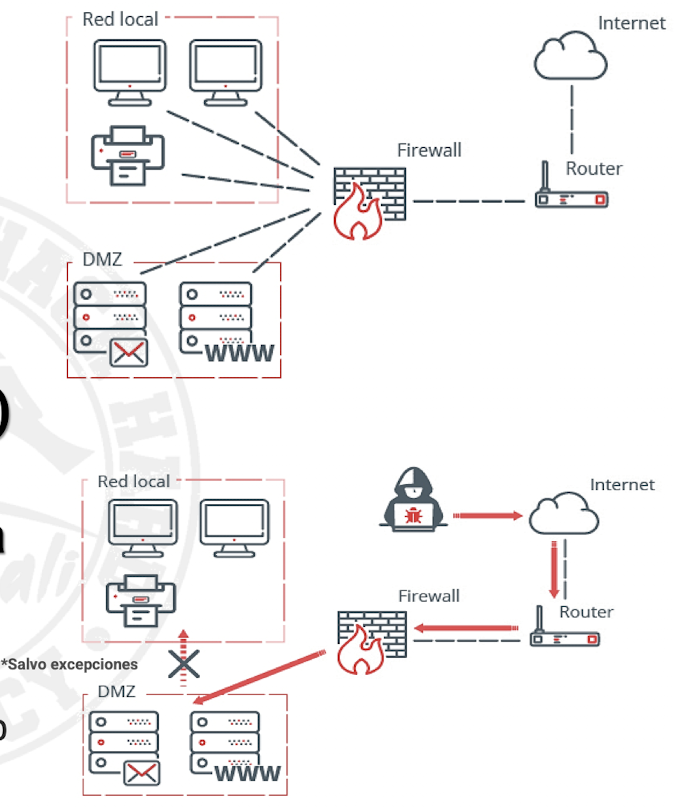 Red local
Internet
Firewall
Router
DMZ
WWW
Red local
Internet
Firewall
Router
*Salvo excepciones
DMZ
WWW